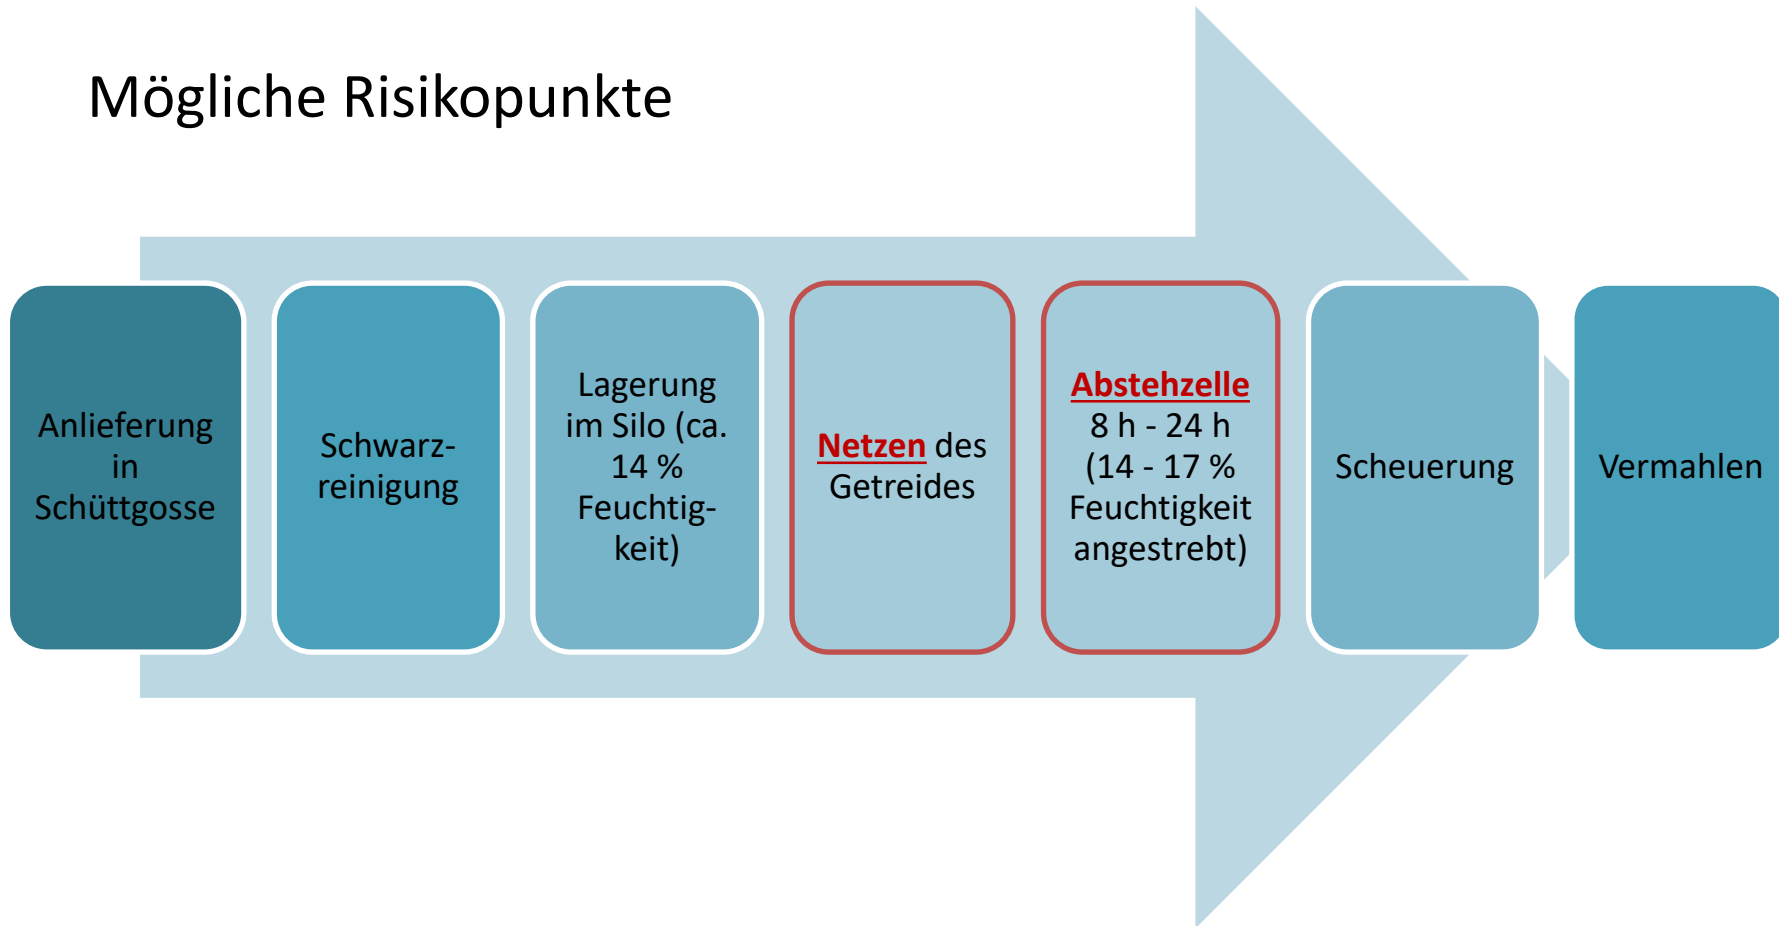 Mögliche Risikopunkte
Anlieferung
in
Schüttgosse
Schwarz-
reinigung
Lagerung
im Silo (ca.
14 %
Feuchtig-
keit)
Netzen des
Getreides
Abstehzelle
8 h - 24 h
(14 - 17 %
Feuchtigkeit
angestrebt)
Scheuerung
Vermahlen